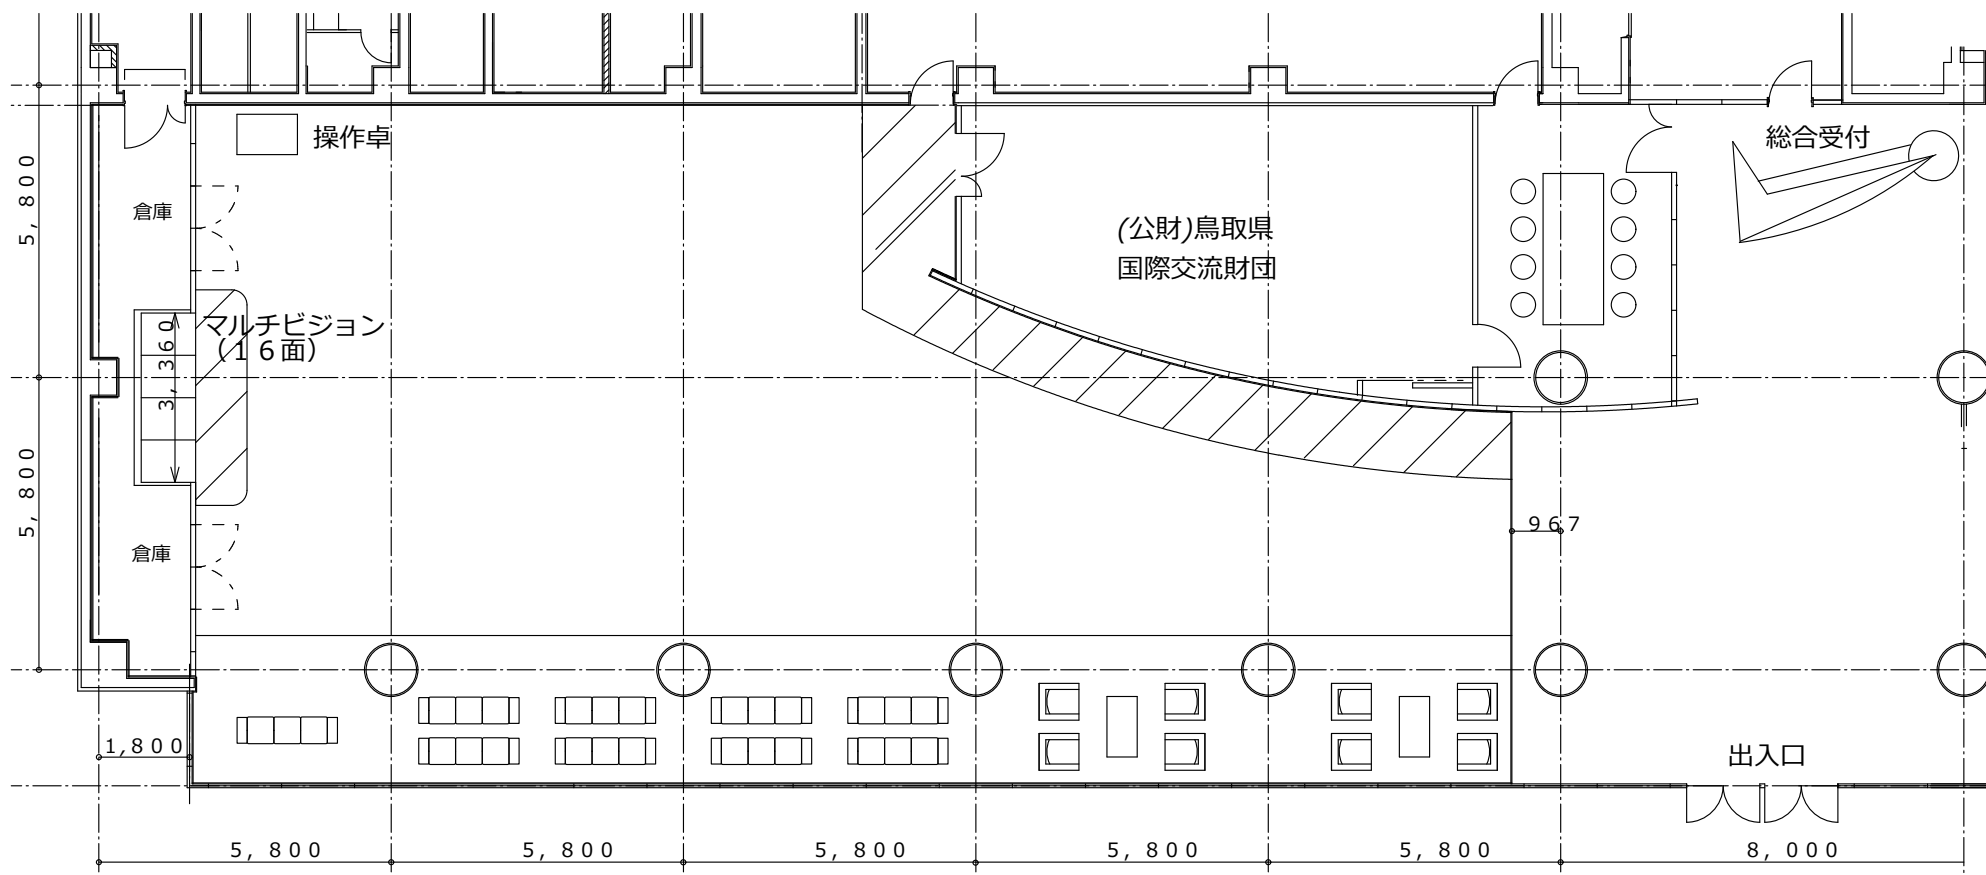 操作卓
総合受付
5,800
倉庫
(公財)鳥取県
国際交流財団
マルチビジョン
（１６面）
3,360
5,800
967
倉庫
1,800
出入口
5,800
5,800
5,800
5,800
5,800
8,000